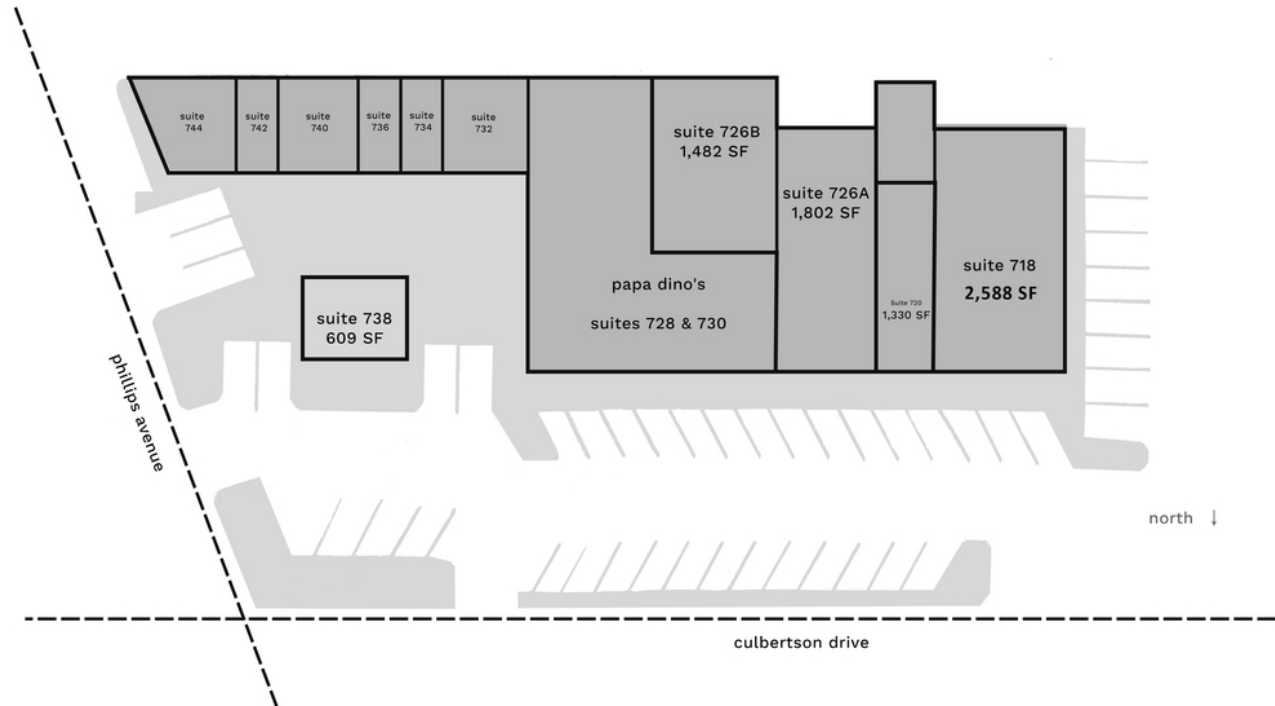 suite
744
suite
742
suite
740
suite
736
suite
734
suite
732
suite 726B
1,482 SF
suite 726A
1,802 SF
suite 718
2,588 SF
papa dino's
suites 728 & 730
Suite 720
1,330 SF
suite 738
609 SF
phillips avenue
north ↓
culbertson drive